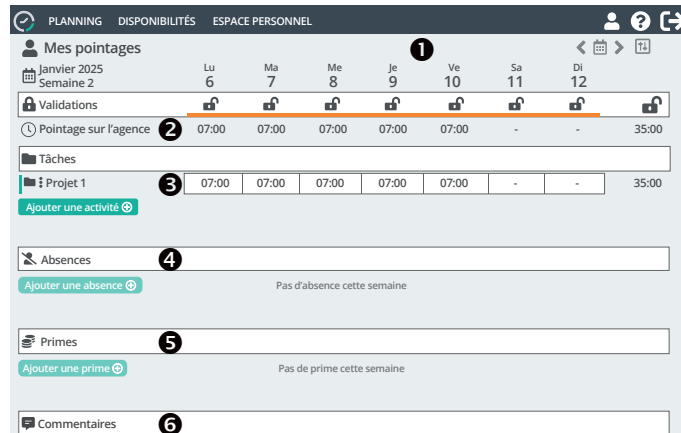 PLANNING DISPONIBILITÉS ESPACE PERSONNEL
Mes pointages 1
Janvier 2025
Semaine 2
Lu Ma Me Je Ve Sa Di
6 7 8 9 10 11 12
Validations
Pointage sur l'agence 2 07:00 07:00 07:00 07:00 07:00 - - 35:00
Tâches
Projet 1 3 07:00 07:00 07:00 07:00 07:00 - - 35:00
Ajouter une activité
Absences 4
Ajouter une absence Pas d'absence cette semaine
Primes 5
Ajouter une prime Pas de prime cette semaine
Commentaires 6